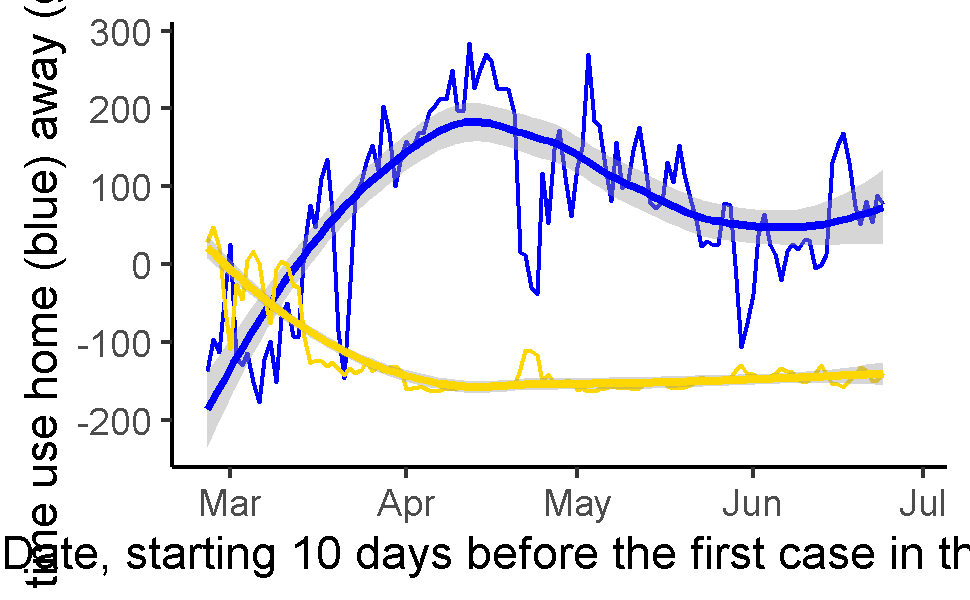 time use home (blue) away (
300
200
100
0
-100
-200
Mar Apr May Jun Jul
Date, starting 10 days before the first case in th